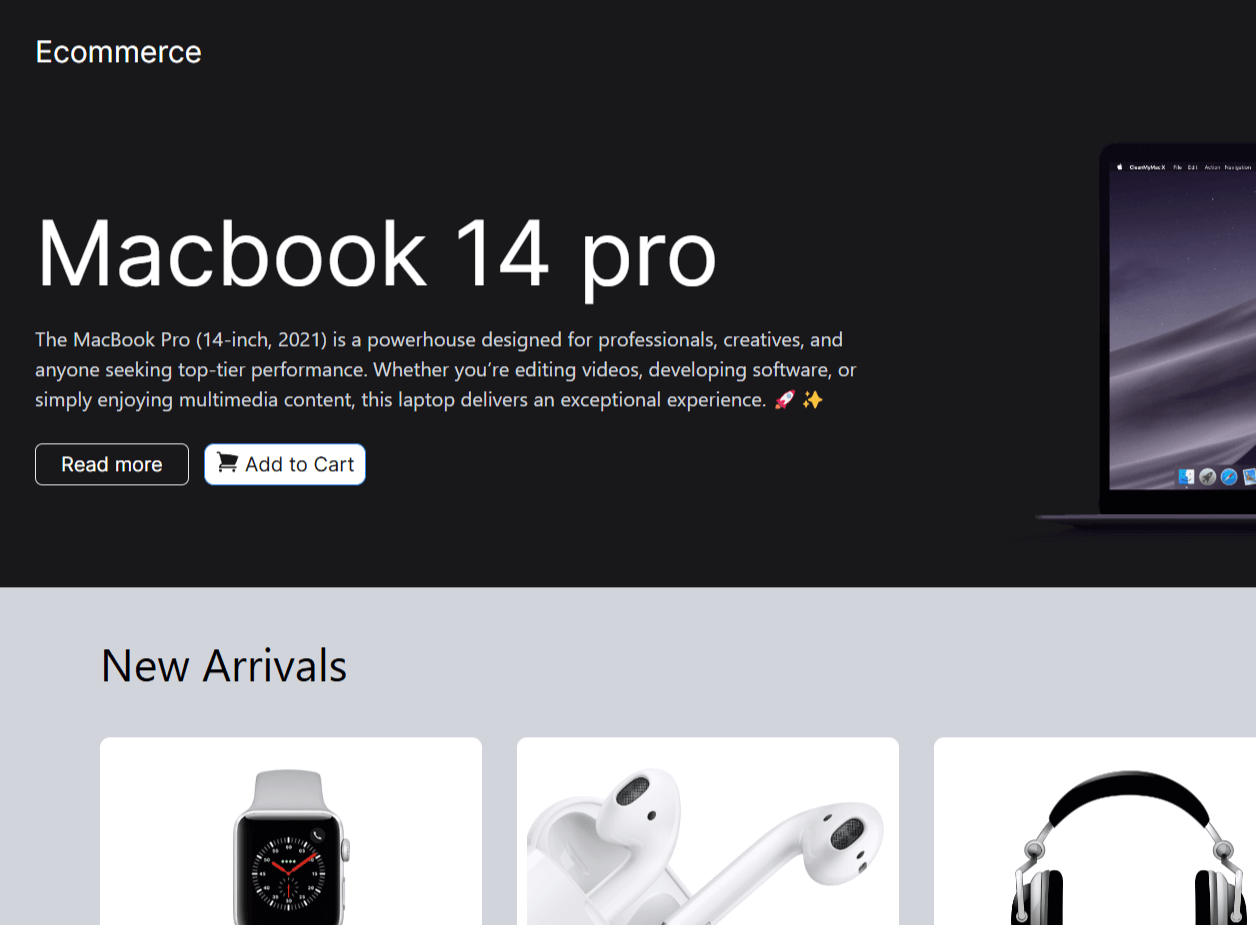 Ecommerce
CleanMyMac X File Edit Action Navigation
Macbook 14 pro
The MacBook Pro (14-inch, 2021) is a powerhouse designed for professionals, creatives, and
anyone seeking top-tier performance. Whether you’re editing videos, developing software, or
simply enjoying multimedia content, this laptop delivers an exceptional experience. 🚀 ✨
Read more
Add to Cart
New Arrivals